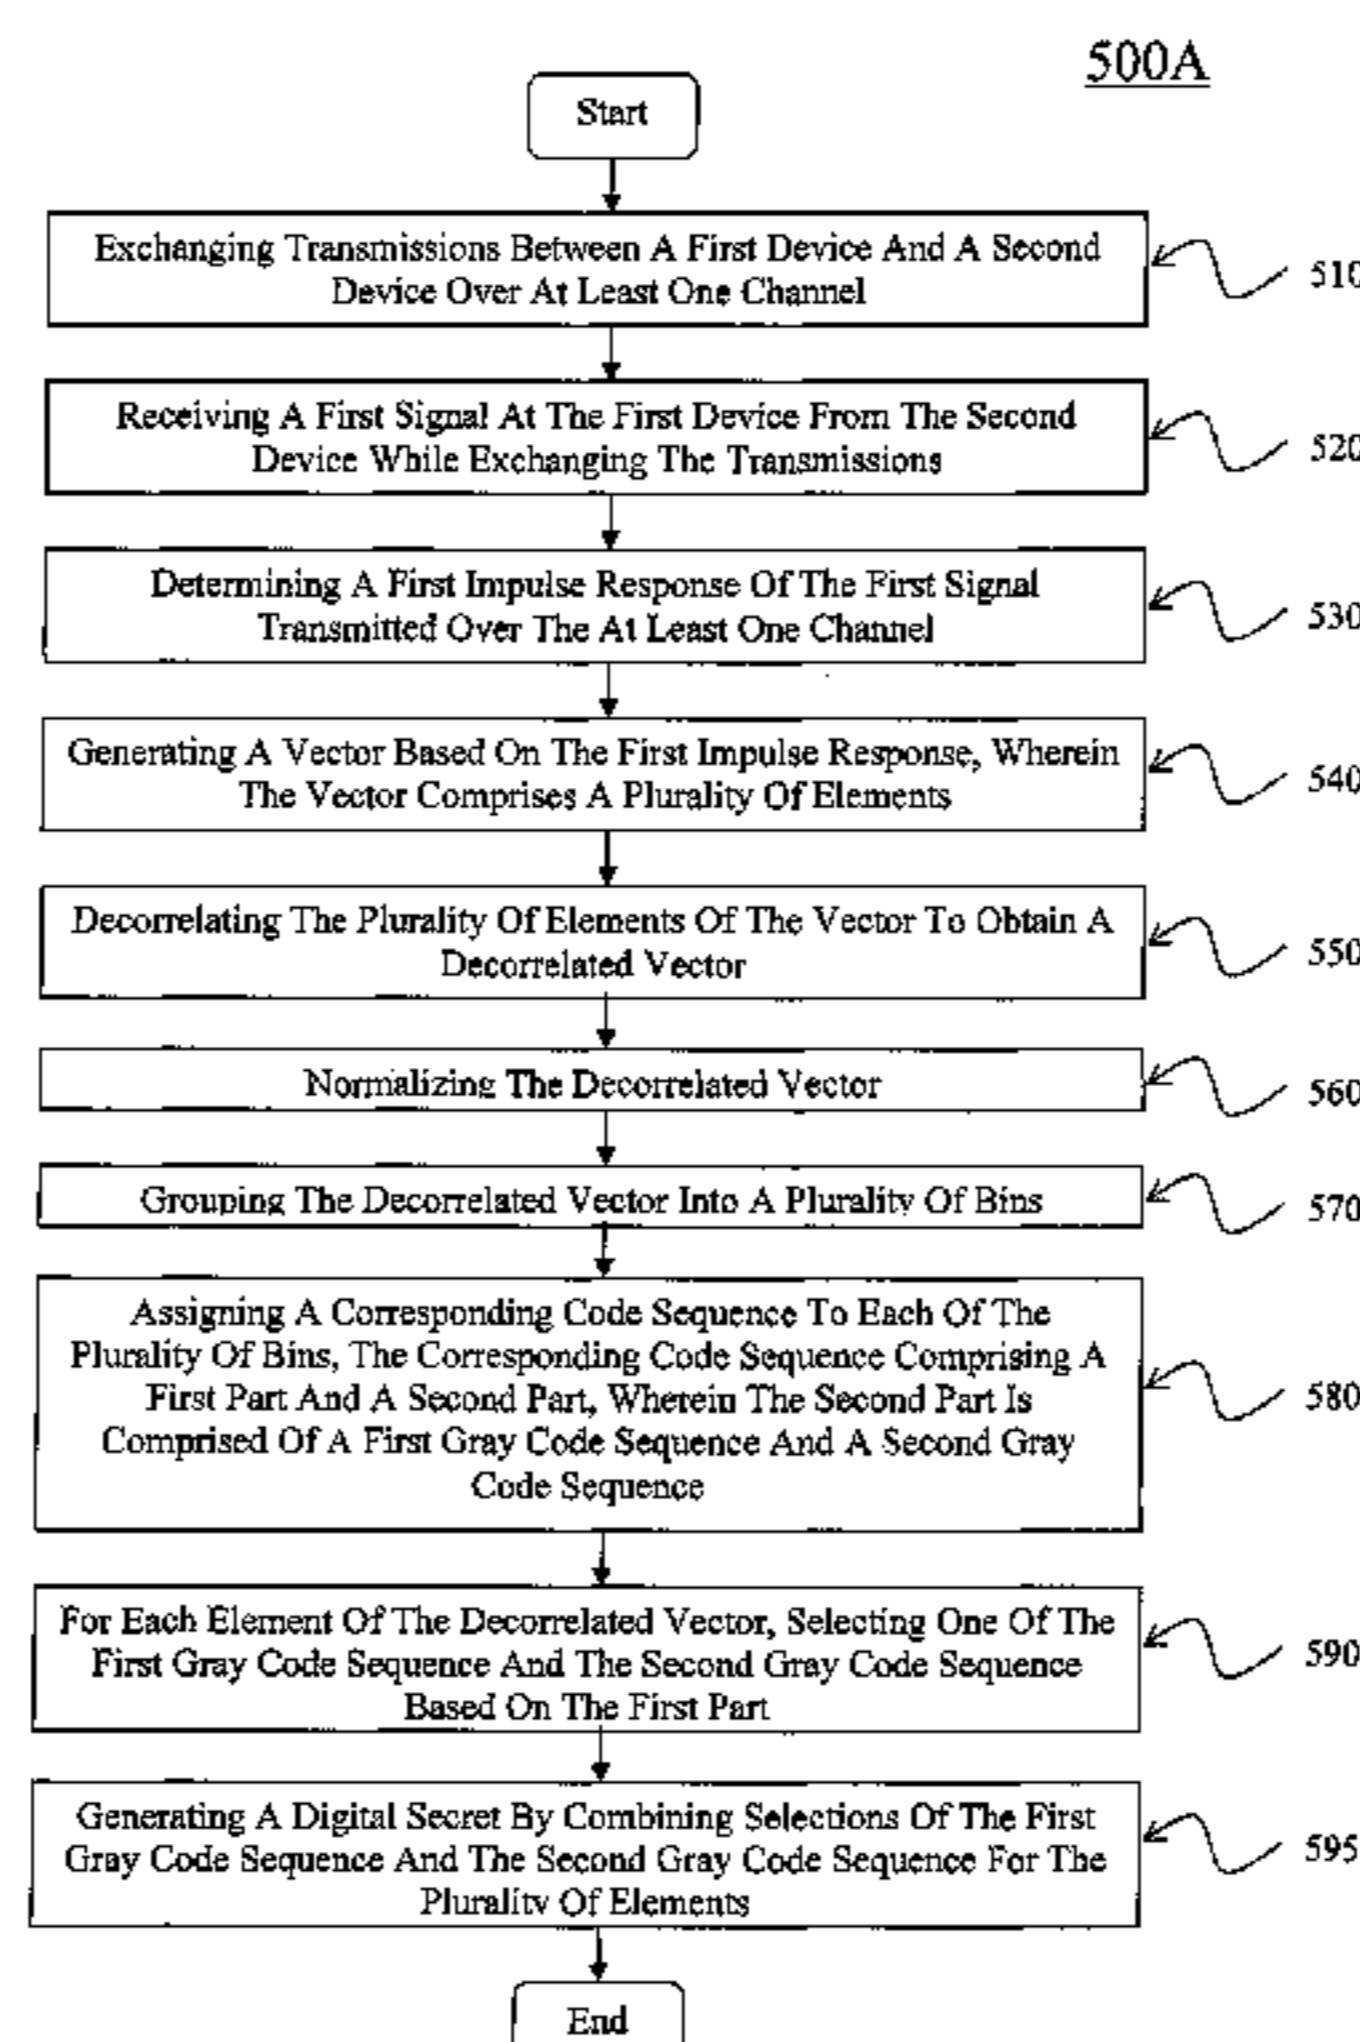 500A
Start
Exchanging Transmissions Between A First Device And A Second
Device Over At Least One Channel
510
Receiving A First Signal At The First Device From The Second
Device While Exchanging The Transmissions
520
Determining A First Impulse Response Of The First Signal
Transmitted Over The At Least One Channel
530
Generating A Vector Based On The First Impulse Response, Wherein
The Vector Comprises A Plurality Of Elements
540
Decorrelating The Plurality Of Elements Of The Vector To Obtain A
Decorrelated Vector
550
Normalizing The Decorrelated Vector
560
Grouping The Decorrelated Vector Into A Plurality Of Bins
570
Assigning A Corresponding Code Sequence To Each Of The
Plurality Of Bins, The Corresponding Code Sequence Comprising A
First Part And A Second Part, Wherein The Second Part Is
Comprised Of A First Gray Code Sequence And A Second Gray
Code Sequence
580
For Each Element Of The Decorrelated Vector, Selecting One Of The
First Gray Code Sequence And The Second Gray Code Sequence
Based On The First Part
590
Generating A Digital Secret By Combining Selections Of The First
Gray Code Sequence And The Second Gray Code Sequence For The
Plurality Of Elements
595
End